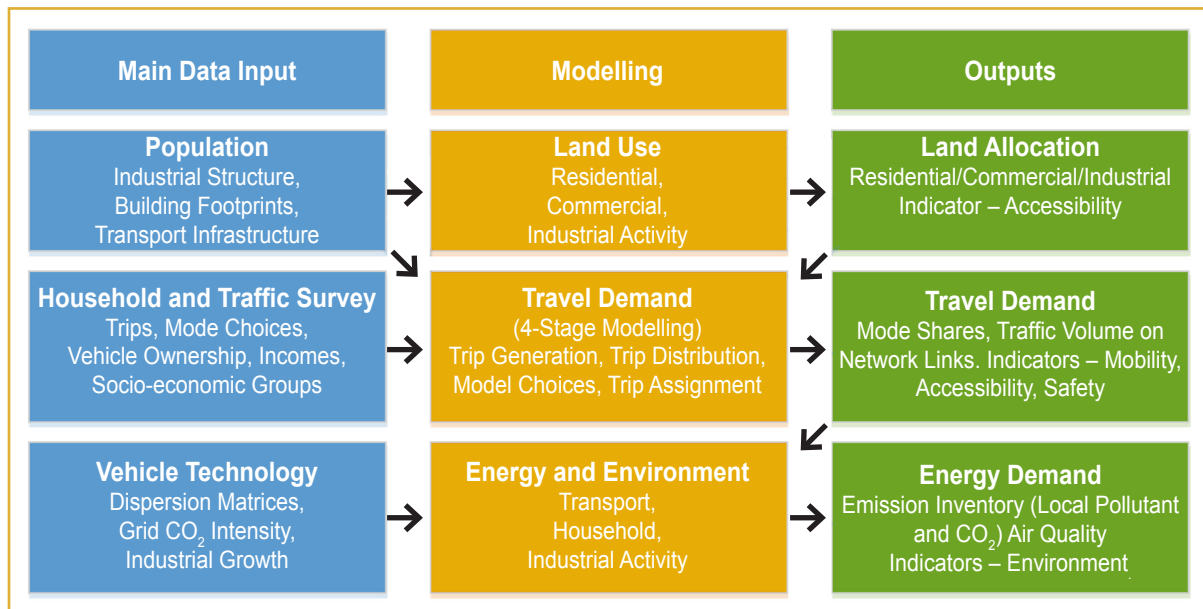 Main Data Input
Modelling
Outputs
Population
Industrial Structure,
Building Footprints,
Transport Infrastructure
Land Use
Residential,
Commercial,
Industrial Activity
Land Allocation
Residential/Commercial/Industrial
Indicator – Accessibility
Household and Traffic Survey
Trips, Mode Choices,
Vehicle Ownership, Incomes,
Socio-economic Groups
Travel Demand
(4-Stage Modelling)
Trip Generation, Trip Distribution,
Model Choices, Trip Assignment
Travel Demand
Mode Shares, Traffic Volume on
Network Links. Indicators – Mobility,
Accessibility, Safety
Vehicle Technology
Dispersion Matrices,
Grid CO₂ Intensity,
Industrial Growth
Energy and Environment
Transport,
Household,
Industrial Activity
Energy Demand
Emission Inventory (Local Pollutant
and CO₂) Air Quality
Indicators – Environment